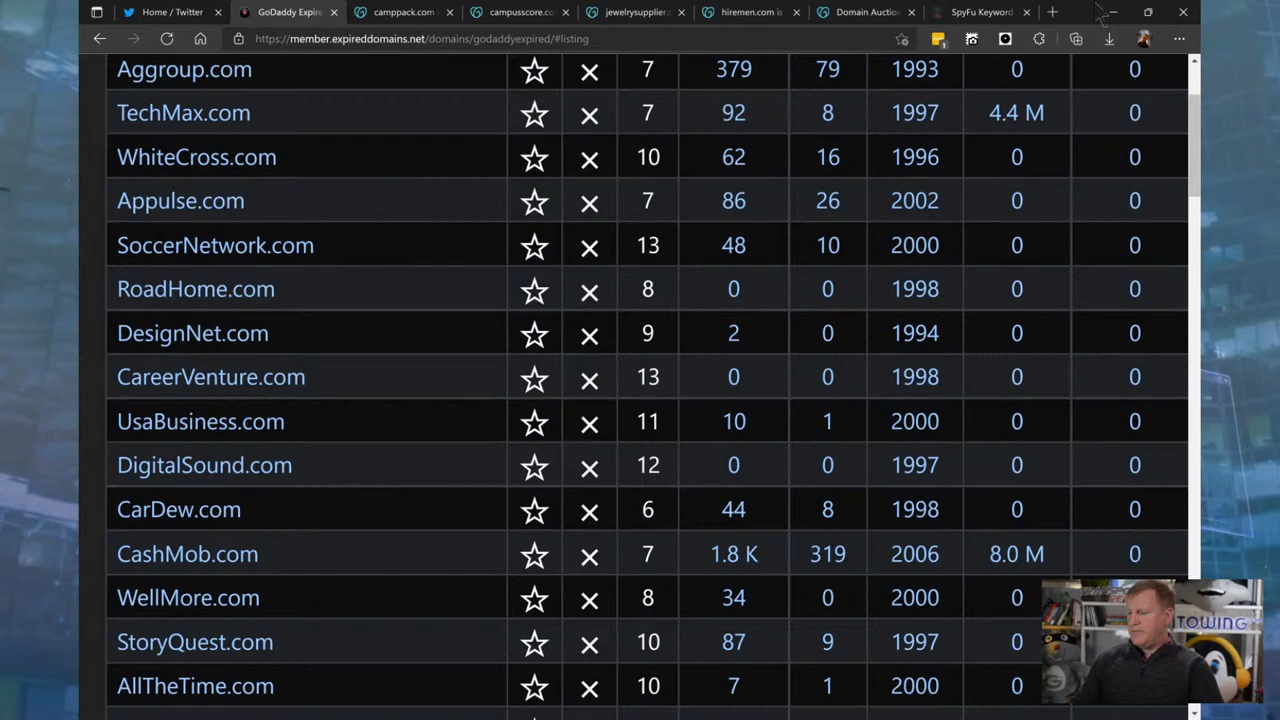 Home / Twitter GoDaddy Expire camppack.com i campusscore.co jewelrysupplier. hiremen.com is Domain Auction SpyFu Keyword
https://member.expireddomains.net/domains/godaddyexpired/#listing
Aggroup.com 7 379 79 1993 0 0
TechMax.com 7 92 8 1997 4.4 M 0
WhiteCross.com 10 62 16 1996 0 0
Appulse.com 7 86 26 2002 0 0
SoccerNetwork.com 13 48 10 2000 0 0
RoadHome.com 8 0 0 1998 0 0
DesignNet.com 9 2 0 1994 0 0
CareerVenture.com 13 0 0 1998 0 0
UsaBusiness.com 11 10 1 2000 0 0
DigitalSound.com 12 0 0 1997 0 0
CarDew.com 6 44 8 1998 0 0
CashMob.com 7 1.8 K 319 2006 8.0 M 0
WellMore.com 8 34 0 2000 0
StoryQuest.com 10 87 9 1997 0
AllTheTime.com 10 7 1 2000 0
TOWING